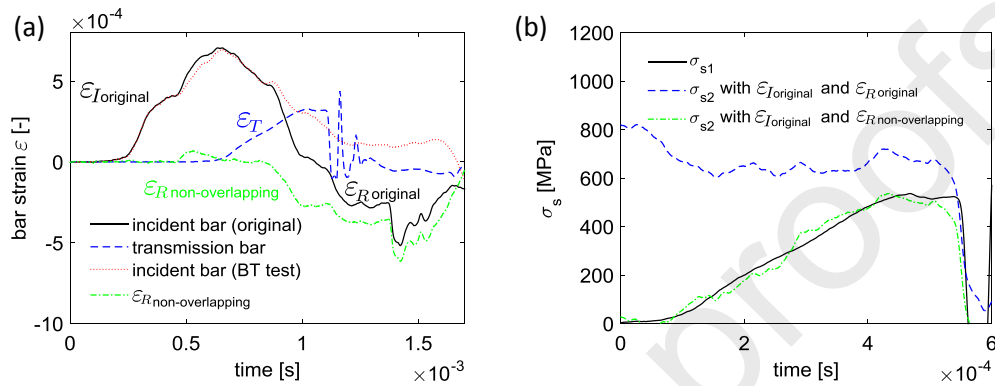 (a)
×10⁻⁴
5
0
-5
-10
bar strain ε [-]
ε_I original
ε_T
ε_R original
ε_R non-overlapping
incident bar (original)
transmission bar
incident bar (BT test)
ε_R non-overlapping
0 0.5 1 1.5
time [s] ×10⁻³
(b)
1200
1000
800
600
400
200
0
σ_s [MPa]
σ_s1
σ_s2 with ε_I original and ε_R original
σ_s2 with ε_I original and ε_R non-overlapping
0 2 4 6
time [s] ×10⁻⁴
proofs